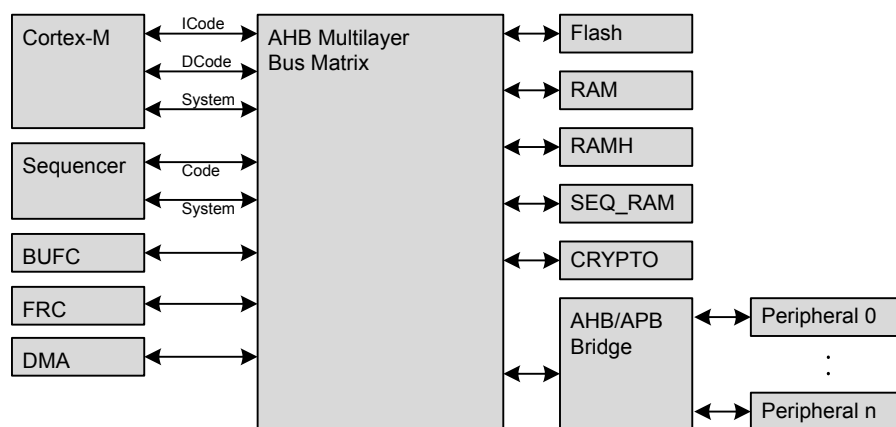 Cortex-M
ICode
DCode
System
Sequencer
Code
System
BUFC
FRC
DMA
AHB Multilayer
Bus Matrix
Flash
RAM
RAMH
SEQ_RAM
CRYPTO
AHB/APB
Bridge
Peripheral 0
:
Peripheral n